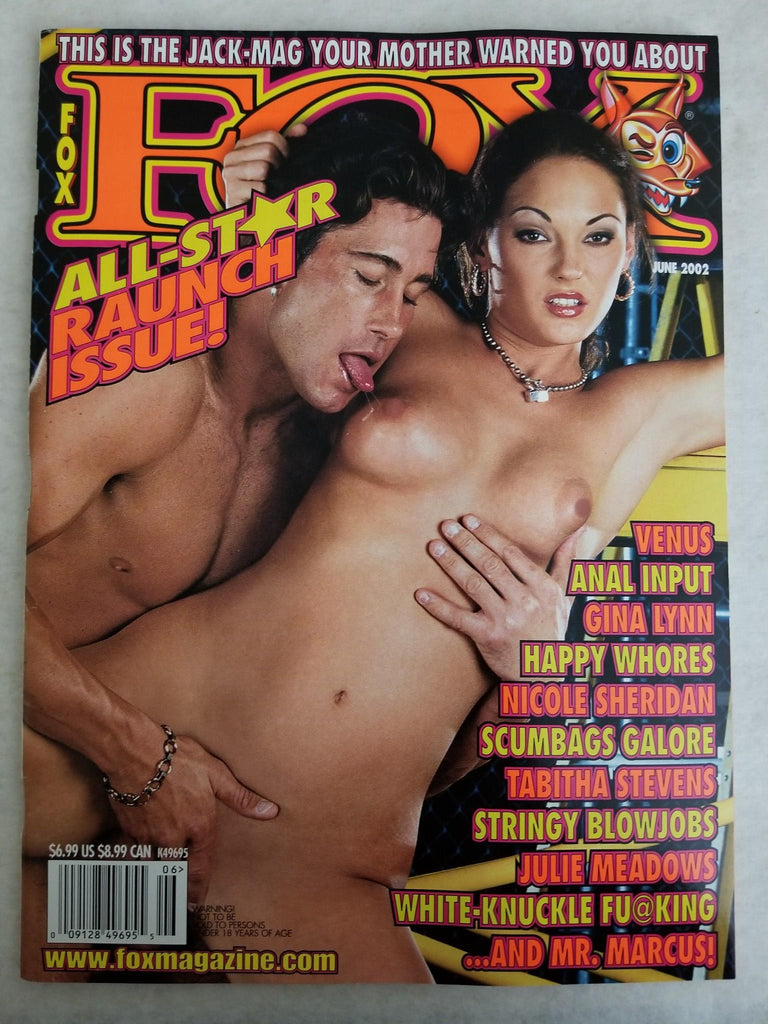 THIS IS THE JACK-MAG YOUR MOTHER WARNED YOU ABOUT
FOX
FOX
®
JUNE 2002
ALL-STAR
RAUNCH
ISSUE!
VENUS
ANAL INPUT
GINA LYNN
HAPPY WHORES
NICOLE SHERIDAN
SCUMBAGS GALORE
TABITHA STEVENS
STRINGY BLOWJOBS
JULIE MEADOWS
WHITE-KNUCKLE FU@KING
...AND MR. MARCUS!
$6.99 US $8.99 CAN K49695
06>
0 09128 49695 5
WARNING!
NOT TO BE
SOLD TO PERSONS
UNDER 18 YEARS OF AGE
www.foxmagazine.com